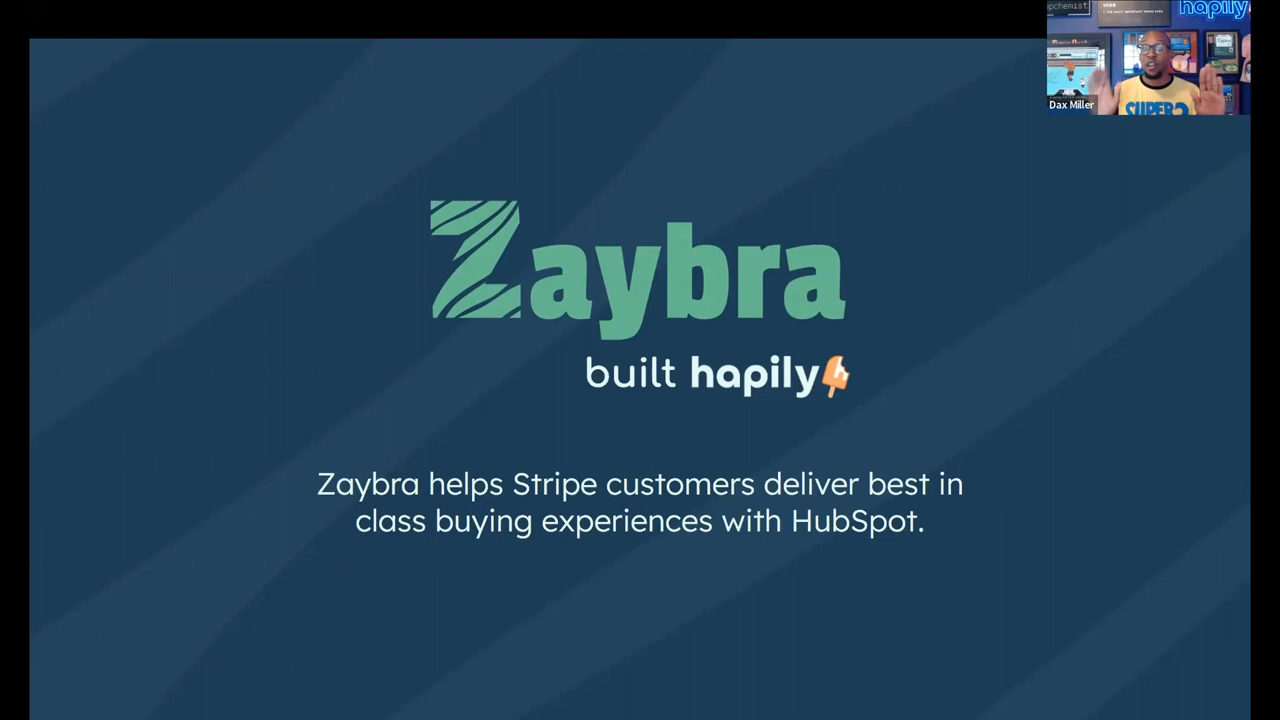 hapily
Dax Miller
Zaybra
built hapily
Zaybra helps Stripe customers deliver best in
class buying experiences with HubSpot.